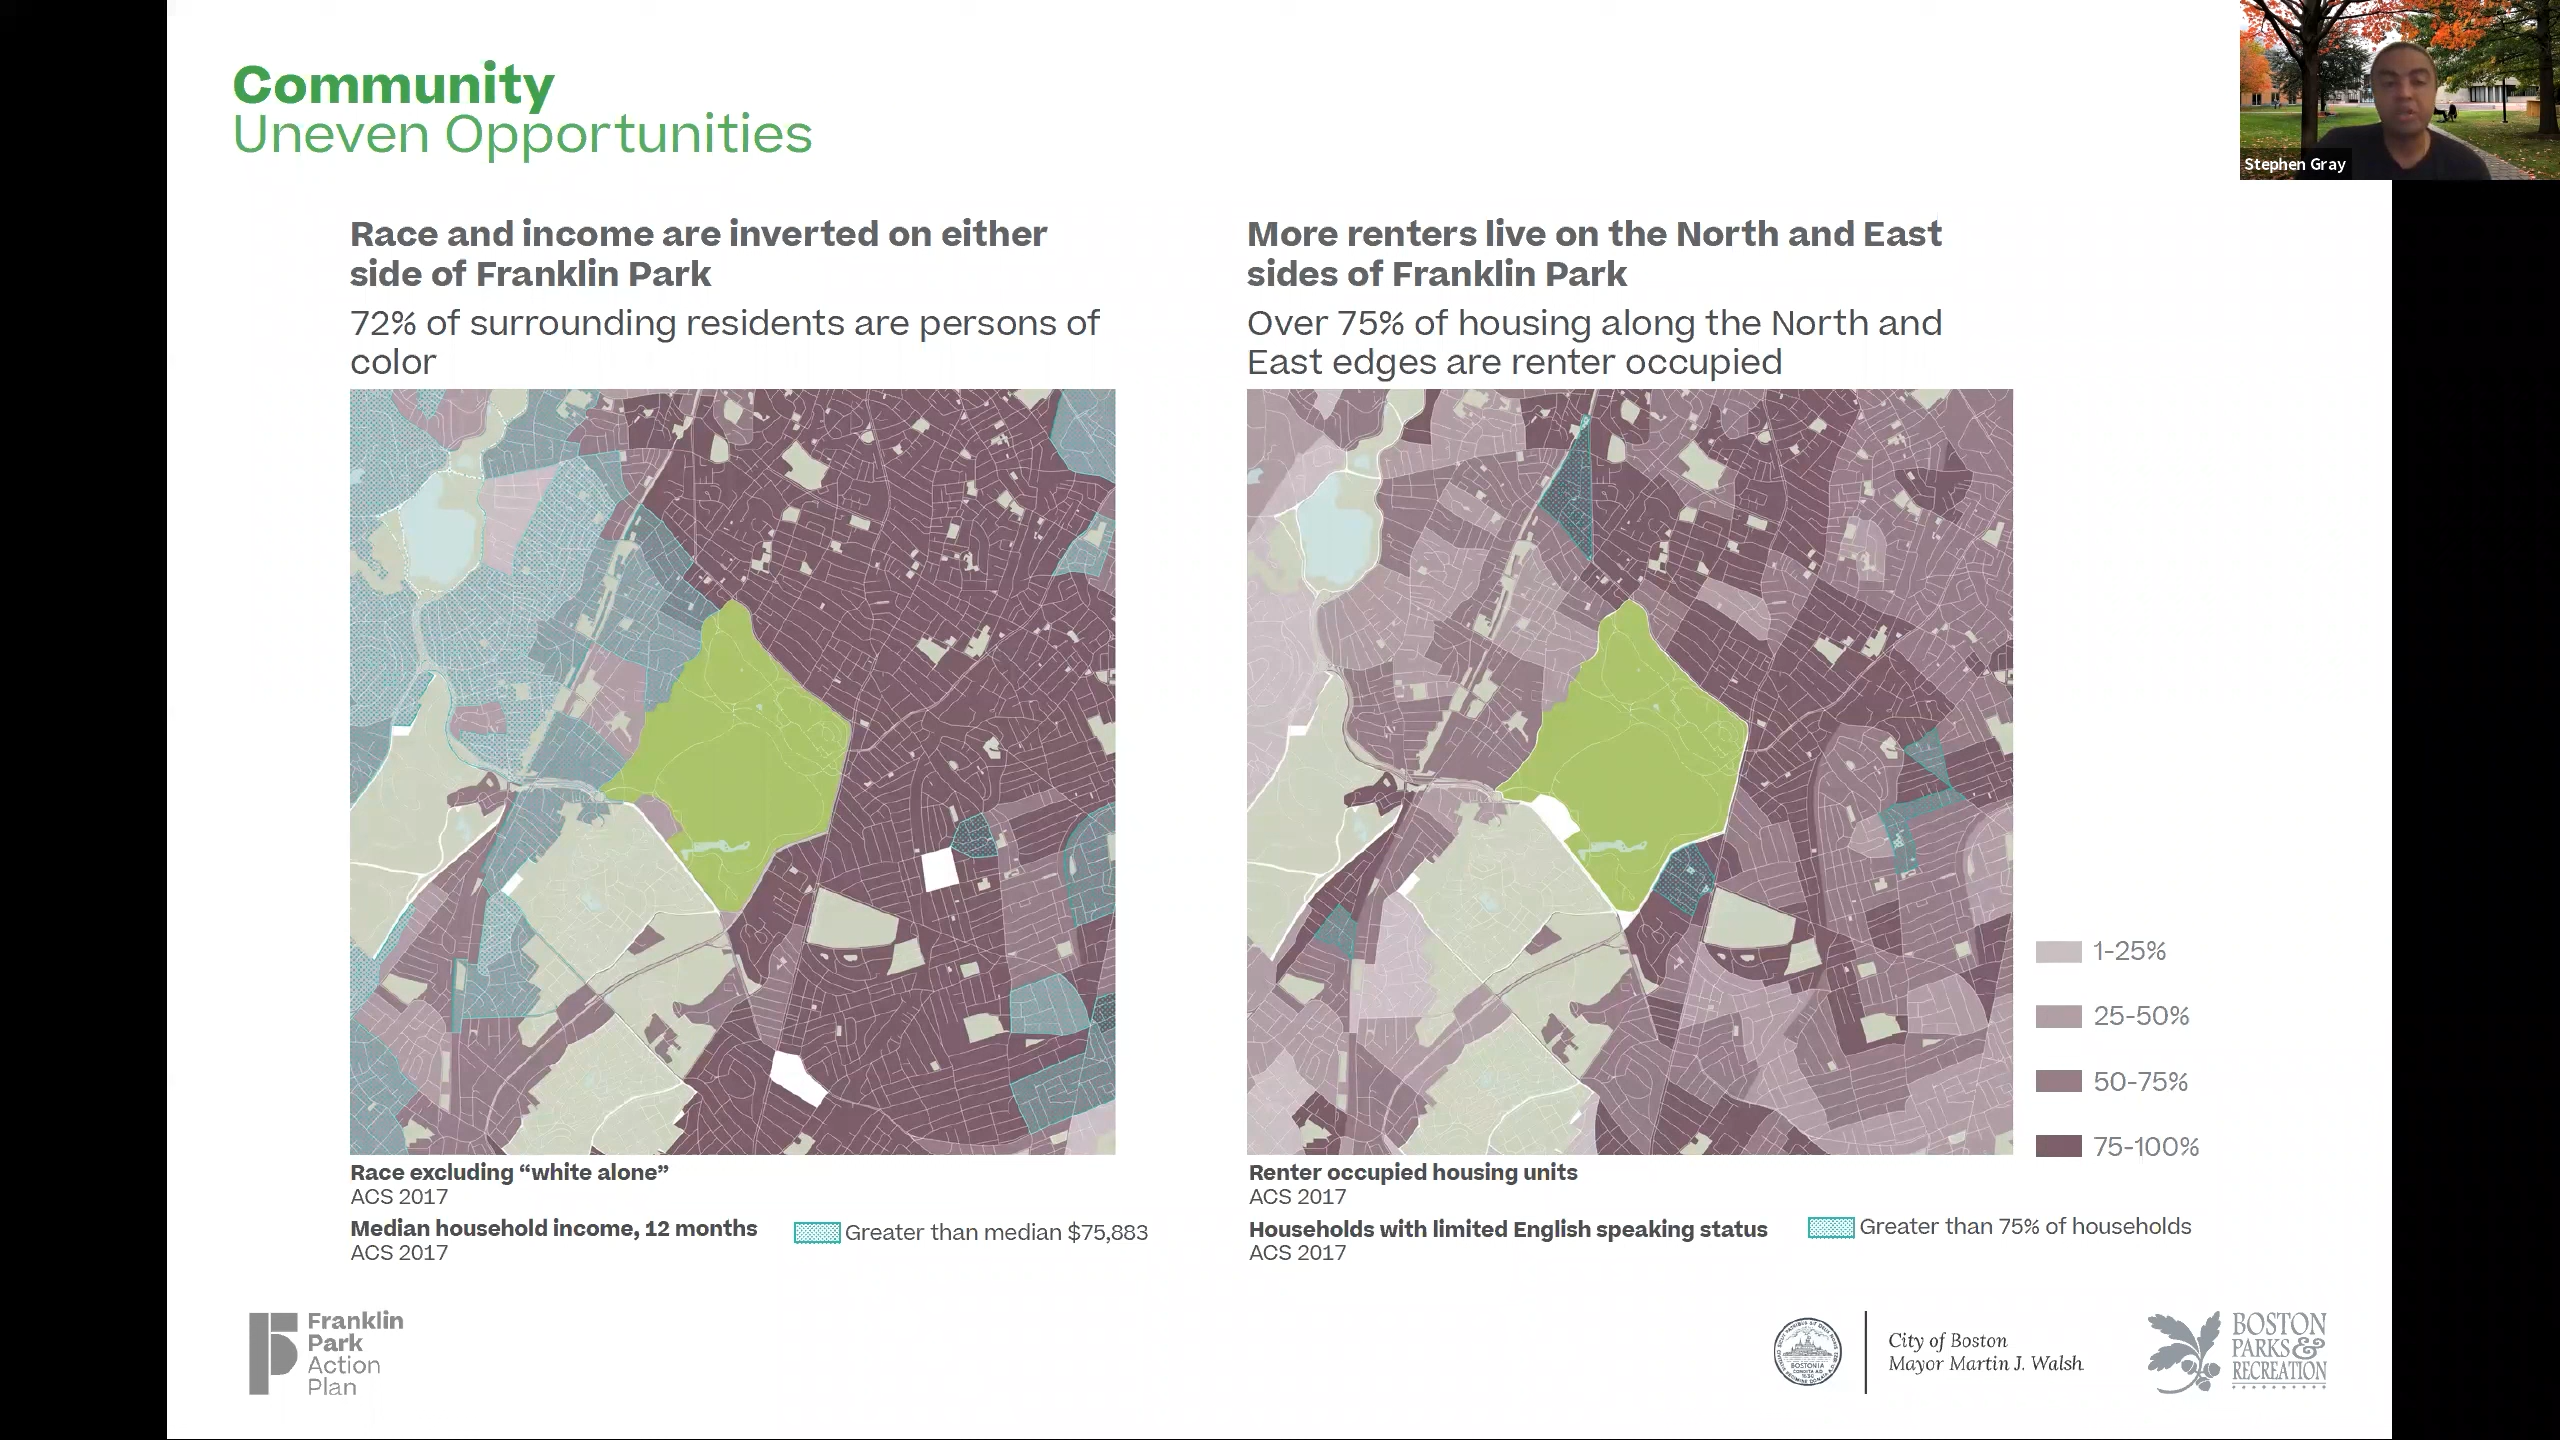 Community
Uneven Opportunities
Stephen Gray
Race and income are inverted on either
side of Franklin Park
72% of surrounding residents are persons of
color
More renters live on the North and East
sides of Franklin Park
Over 75% of housing along the North and
East edges are renter occupied
1-25%
25-50%
50-75%
75-100%
Race excluding “white alone”
ACS 2017
Median household income, 12 months
ACS 2017
Greater than median $75,883
Renter occupied housing units
ACS 2017
Households with limited English speaking status
ACS 2017
Greater than 75% of households
Franklin
Park
Action
Plan
BOSTONIA
City of Boston
Mayor Martin J. Walsh
BOSTON
PARKS &
RECREATION